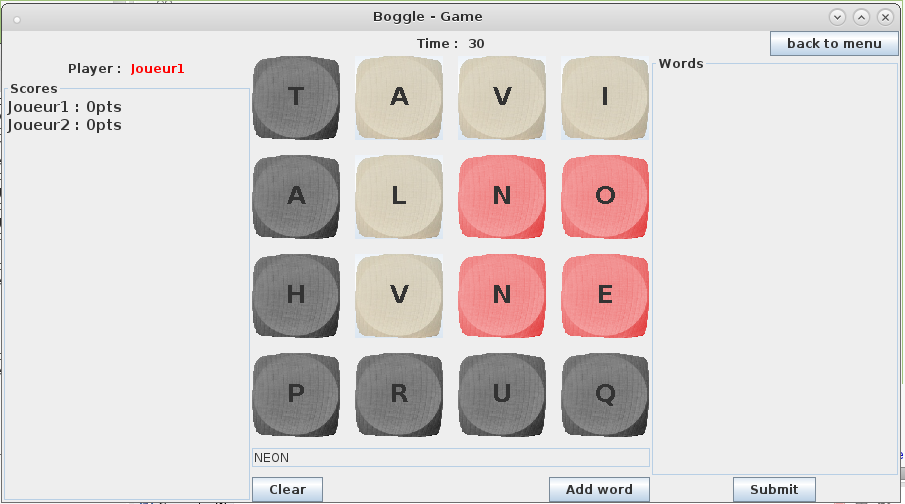 Boggle - Game
Time : 30
back to menu
Player : Joueur1
Scores
Joueur1 : 0pts
Joueur2 : 0pts
T A V I
A L N O
H V N E
P R U Q
NEON
Words
Clear
Add word
Submit